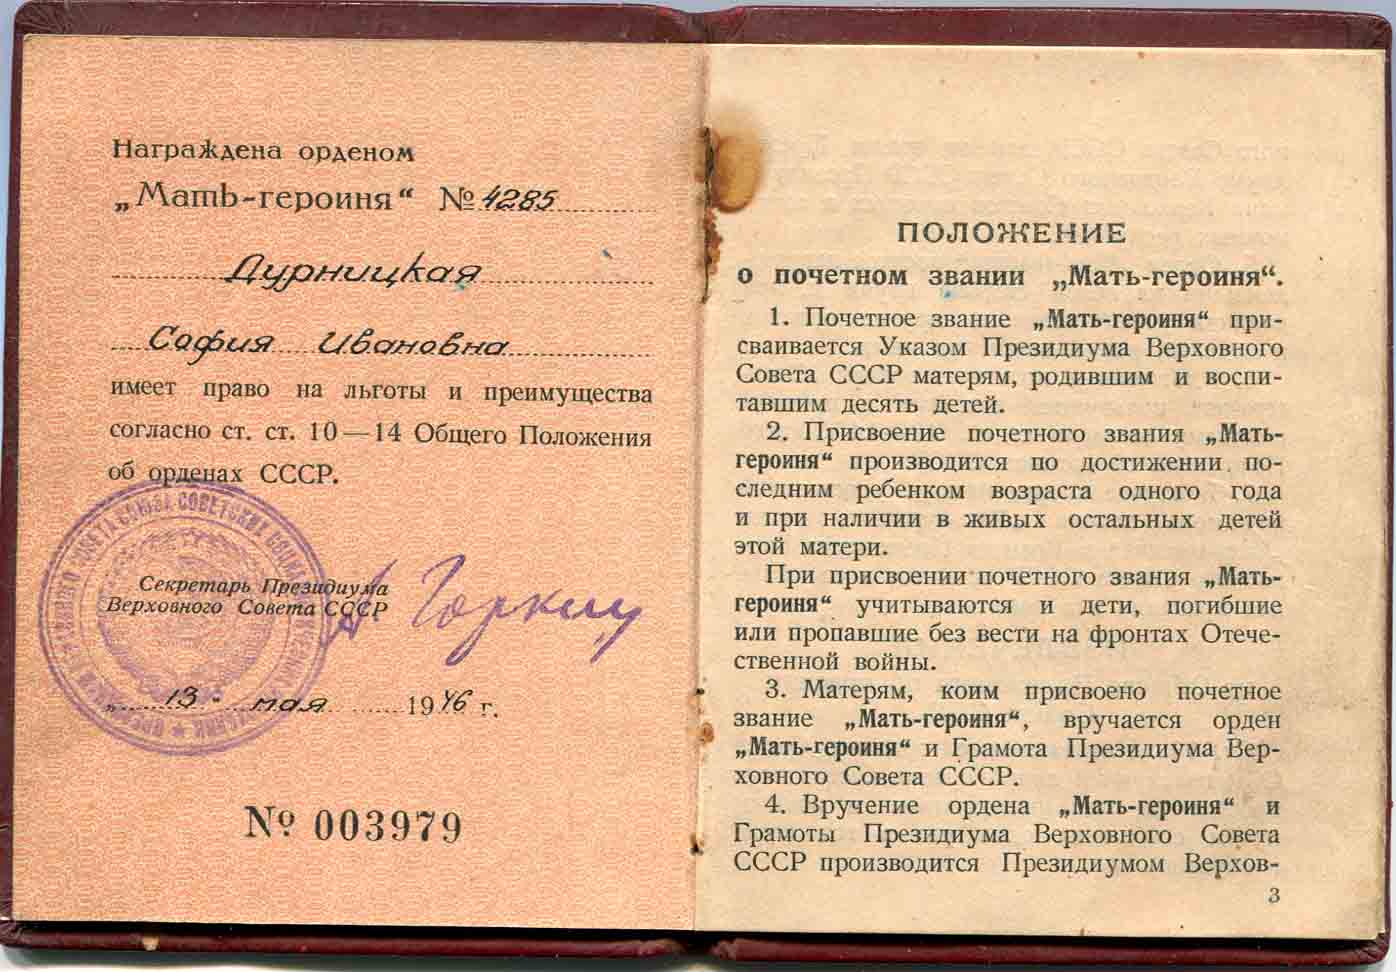 Награждена орденом
„Мать-героиня“ № 4285
Дурницкая
София Ивановна
имеет право на льготы и преимущества
согласно ст. ст. 10—14 Общего Положения
об орденах СССР.
Секретарь Президиума
Верховного Совета СССР
А Горкин
„13" мая 1946 г.
№ 003979
ПОЛОЖЕНИЕ
о почетном звании „Мать-героиня“.
1. Почетное звание „Мать-героиня“ при-
сваивается Указом Президиума Верховного
Совета СССР матерям, родившим и воспи-
тавшим десять детей.
2. Присвоение почетного звания „Мать-
героиня“ производится по достижении по-
следним ребенком возраста одного года
и при наличии в живых остальных детей
этой матери.
При присвоении почетного звания „Мать-
героиня“ учитываются и дети, погибшие
или пропавшие без вести на фронтах Отече-
ственной войны.
3. Матерям, коим присвоено почетное
звание „Мать-героиня“, вручается орден
„Мать-героиня“ и Грамота Президиума Вер-
ховного Совета СССР.
4. Вручение ордена „Мать-героиня“ и
Грамоты Президиума Верховного Совета
СССР производится Президиумом Верхов-
3